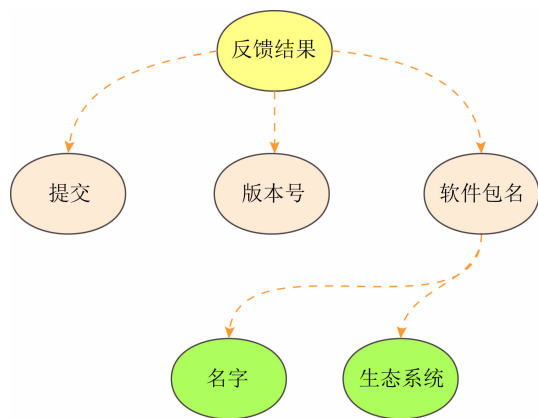 反馈结果
提交
版本号
软件包名
名字
生态系统